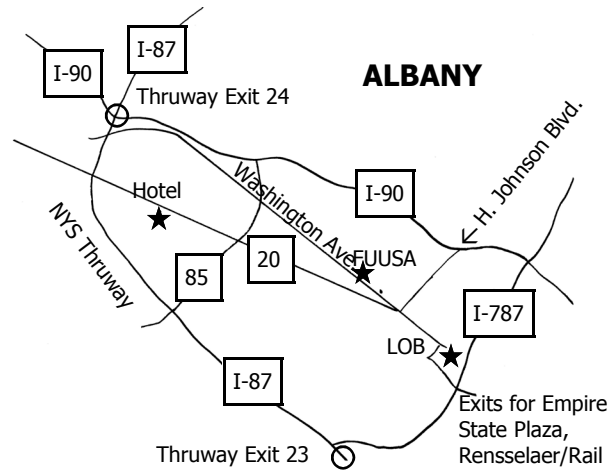 I-87
I-90
ALBANY
Thruway Exit 24
H. Johnson Blvd.
Washington Ave.
Hotel
I-90
NYS Thruway
FUUSA
20
85
I-787
LOB
I-87
Exits for Empire
State Plaza,
Rensselaer/Rail
Thruway Exit 23